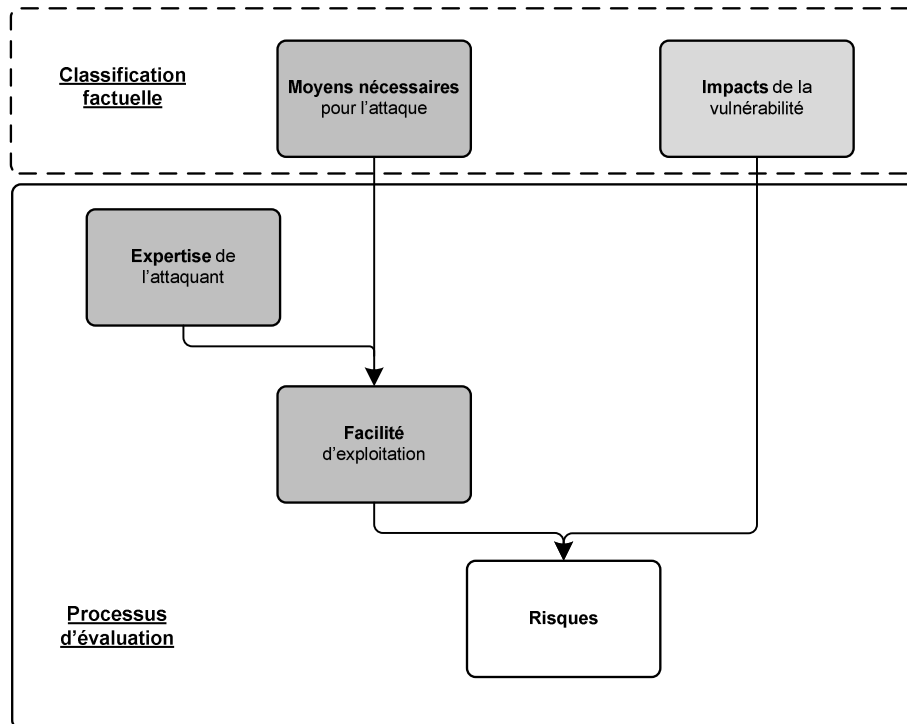 Classification
factuelle
Moyens nécessaires
pour l’attaque
Impacts de la
vulnérabilité
Expertise de
l’attaquant
Facilité
d’exploitation
Risques
Processus
d’évaluation